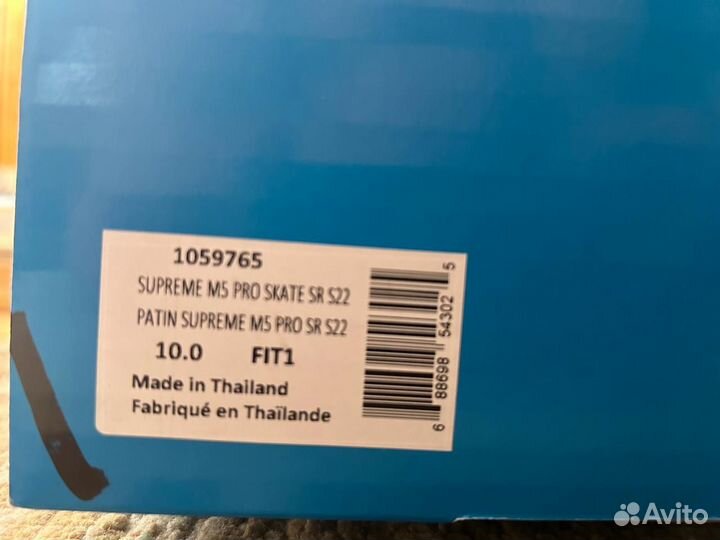 1059765
SUPREME M5 PRO SKATE SR S22
PATIN SUPREME M5 PRO SR S22
10.0 FIT1
Made in Thailand
Fabriqué en Thaïlande
6 88698 54302 5
Avito